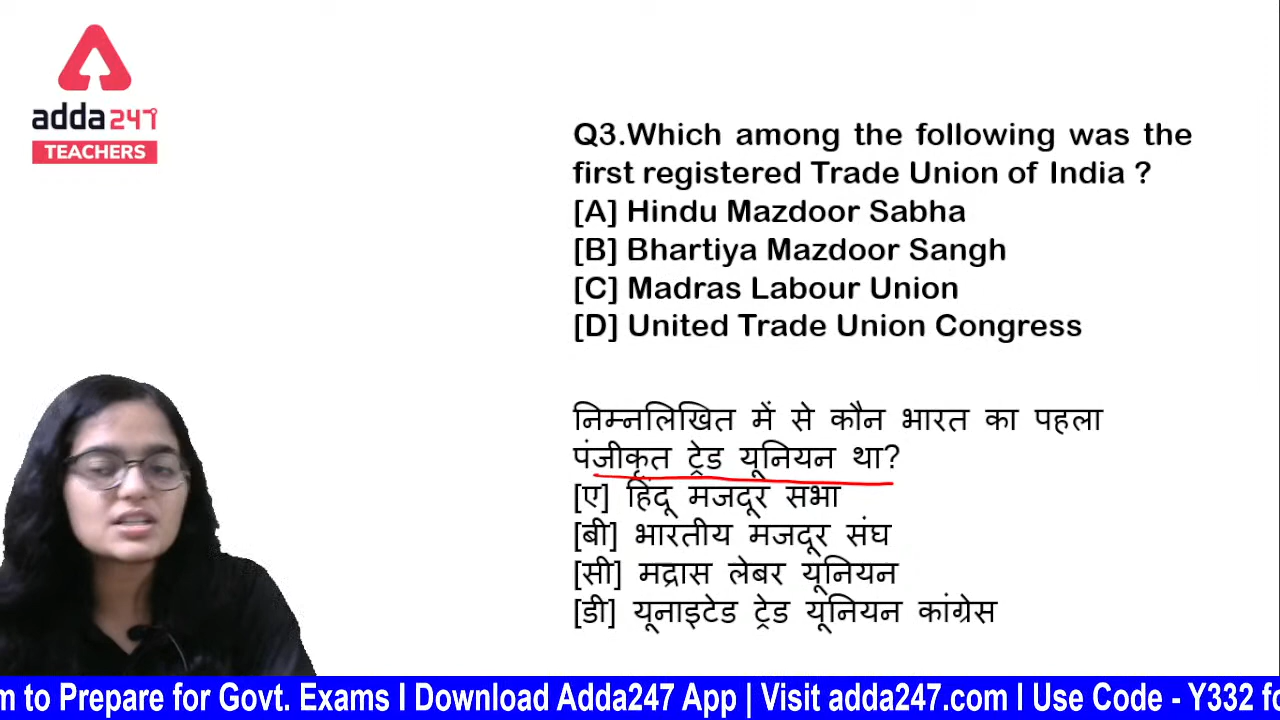 adda247
TEACHERS
Q3.Which among the following was the
first registered Trade Union of India ?
[A] Hindu Mazdoor Sabha
[B] Bhartiya Mazdoor Sangh
[C] Madras Labour Union
[D] United Trade Union Congress
निम्नलिखित में से कौन भारत का पहला
पंजीकृत ट्रेड यूनियन था?
[ए] हिंदू मजदूर सभा
[बी] भारतीय मजदूर संघ
[सी] मद्रास लेबर यूनियन
[डी] यूनाइटेड ट्रेड यूनियन कांग्रेस
m to Prepare for Govt. Exams I Download Adda247 App | Visit adda247.com I Use Code - Y332 fo